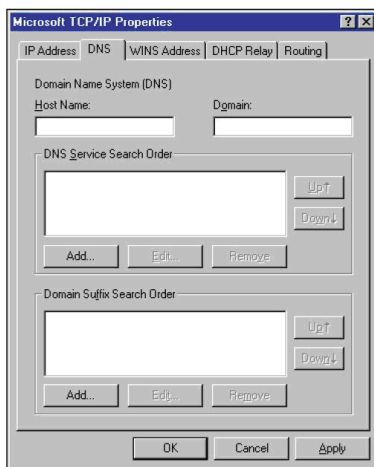 Microsoft TCP/IP Properties
IP Address DNS WINS Address DHCP Relay Routing
Domain Name System (DNS)
Host Name: Domain:
DNS Service Search Order
Up↑
Down↓
Add... Edit... Remove
Domain Suffix Search Order
Up↑
Down↓
Add... Edit... Remove
OK Cancel Apply